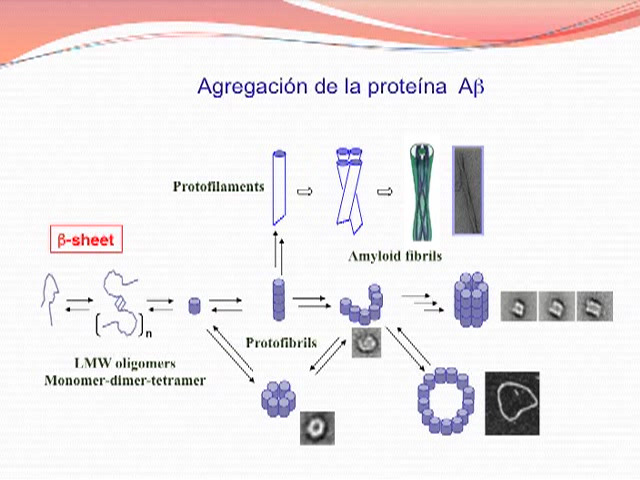 Agregación de la proteína Aβ
Protofilaments
β-sheet
Amyloid fibrils
n
Protofibrils
LMW oligomers
Monomer-dimer-tetramer